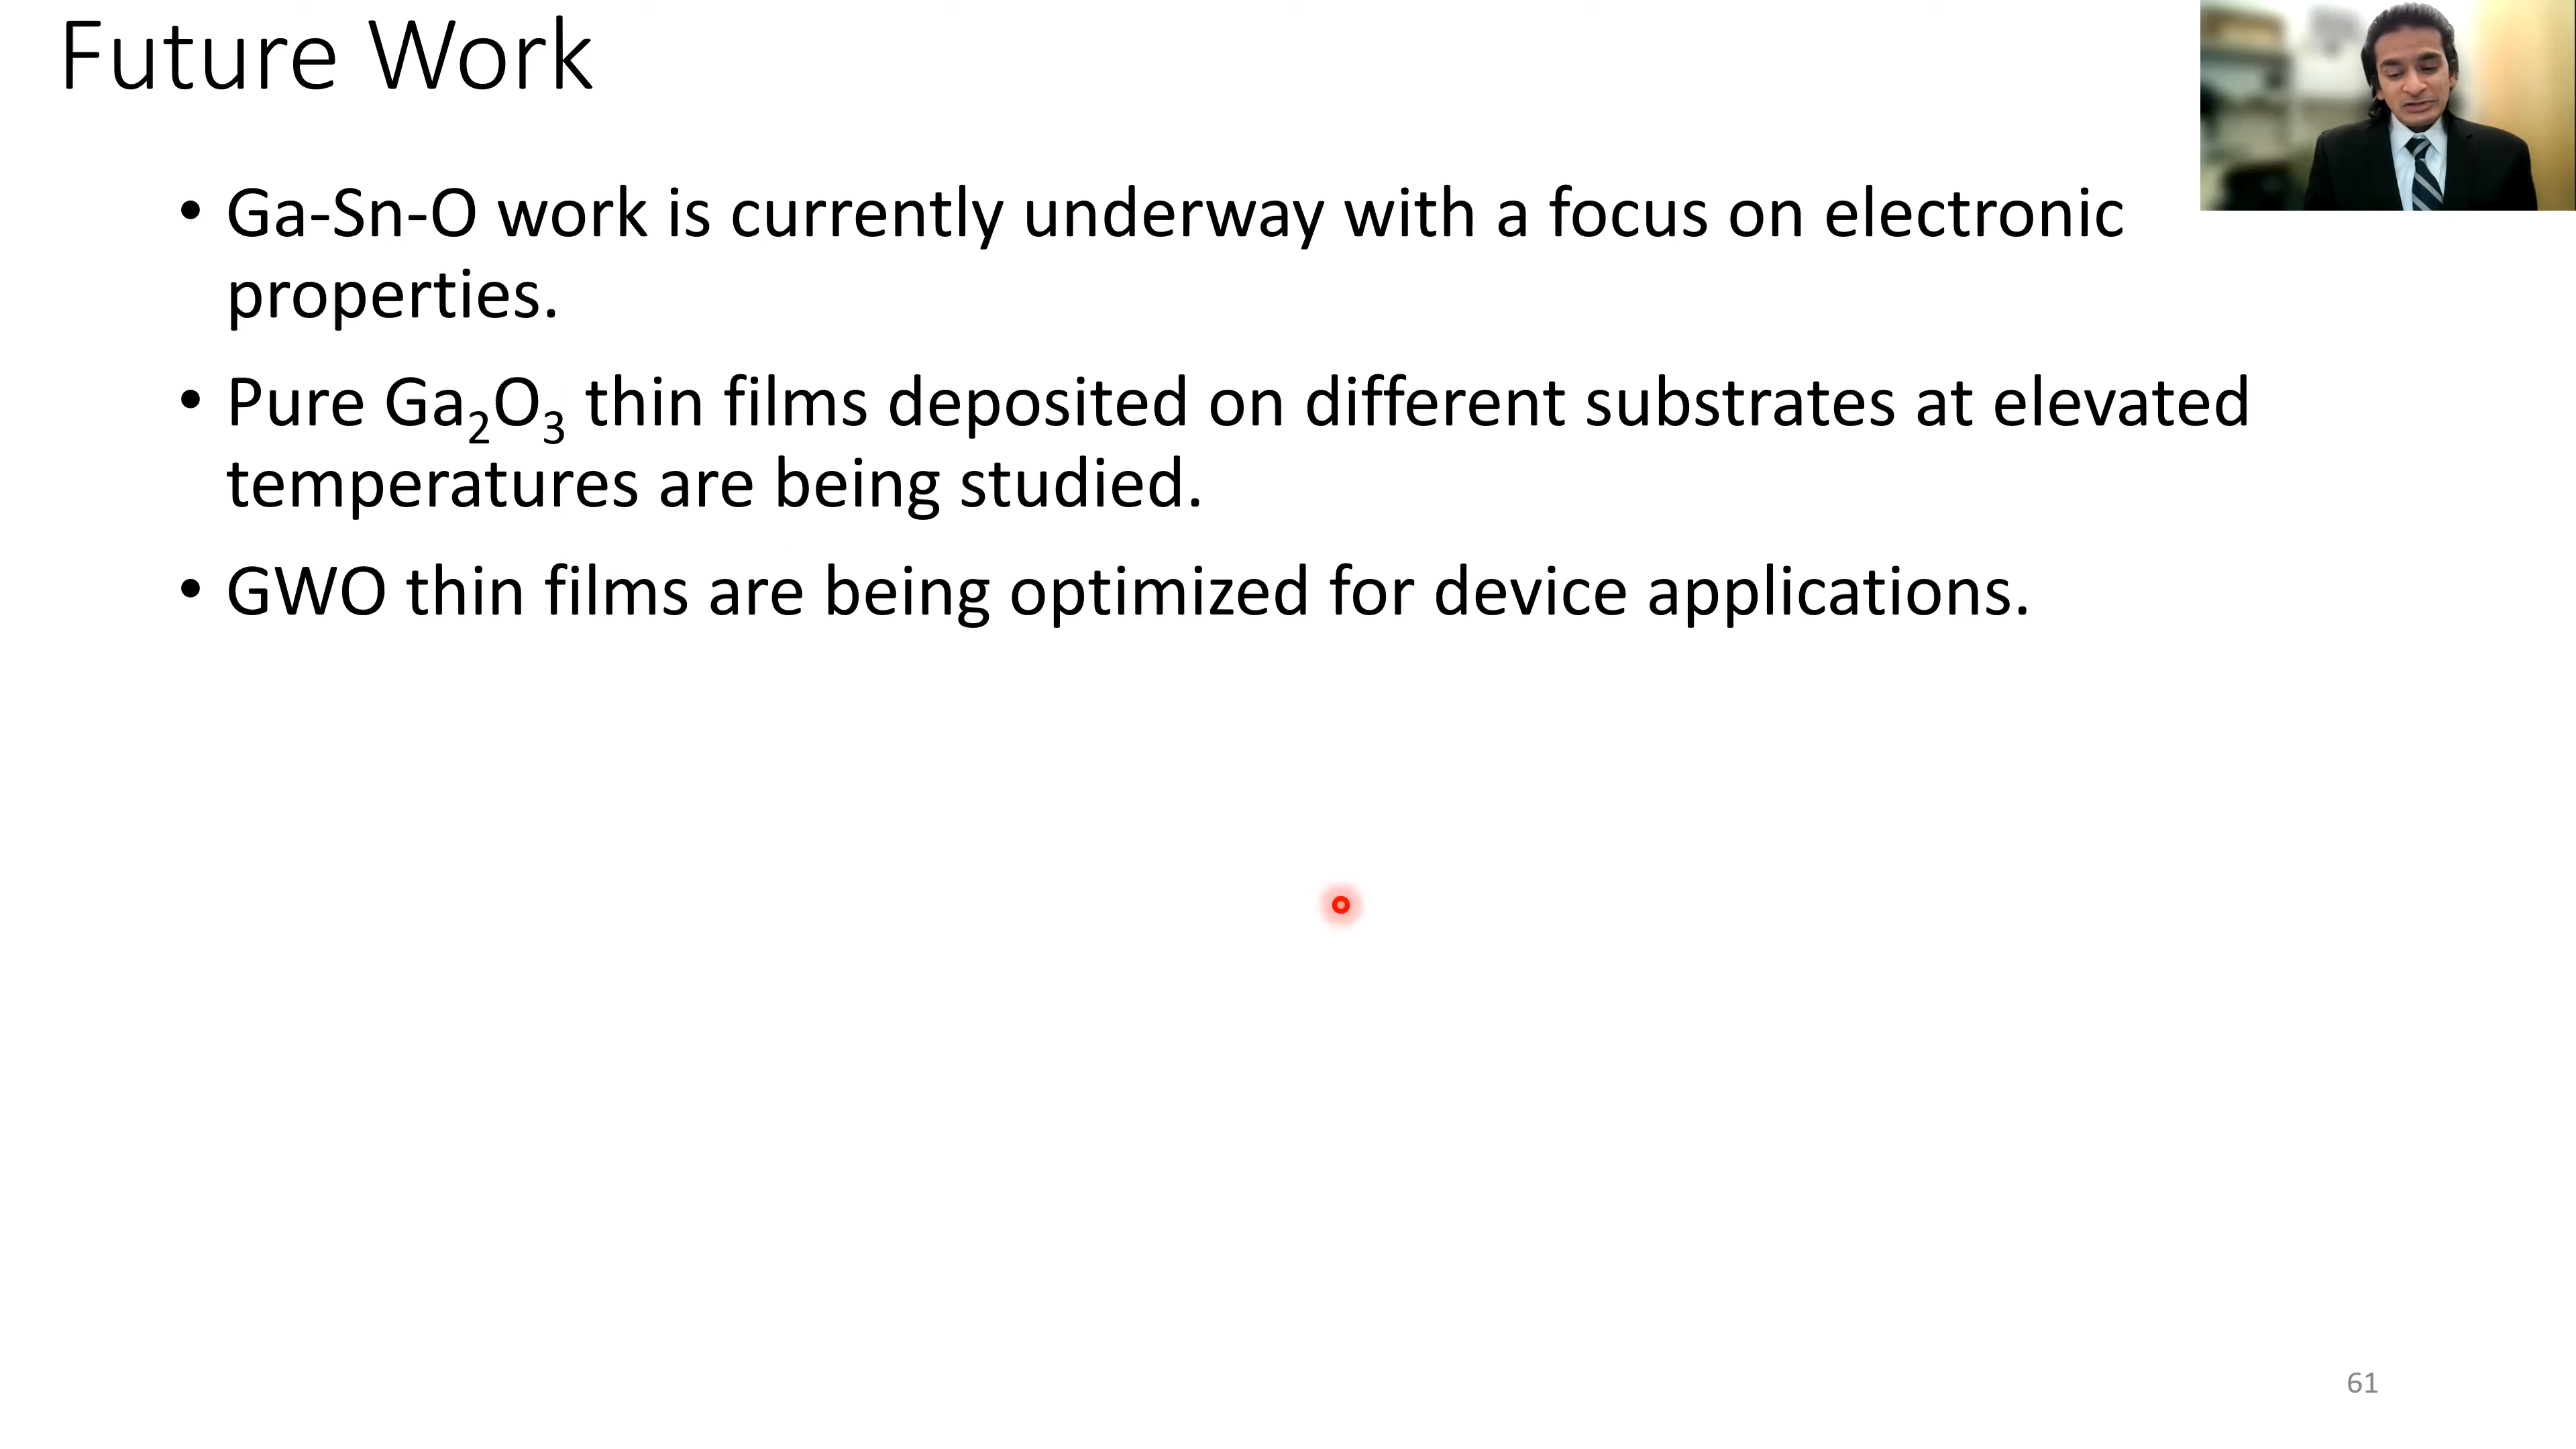 Future Work
• Ga-Sn-O work is currently underway with a focus on electronic
properties.
• Pure Ga₂O₃ thin films deposited on different substrates at elevated
temperatures are being studied.
• GWO thin films are being optimized for device applications.
61